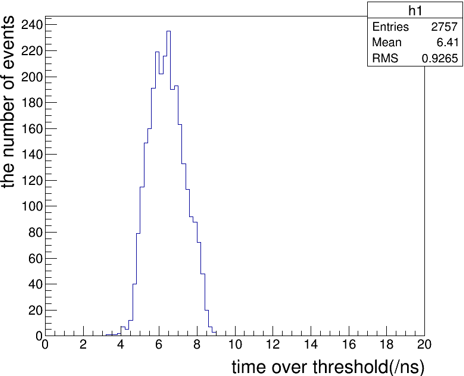 h1
Entries 2757
Mean 6.41
RMS 0.9265
the number of events
240
220
200
180
160
140
120
100
80
60
40
20
0
0 2 4 6 8 10 12 14 16 18 20
time over threshold(/ns)